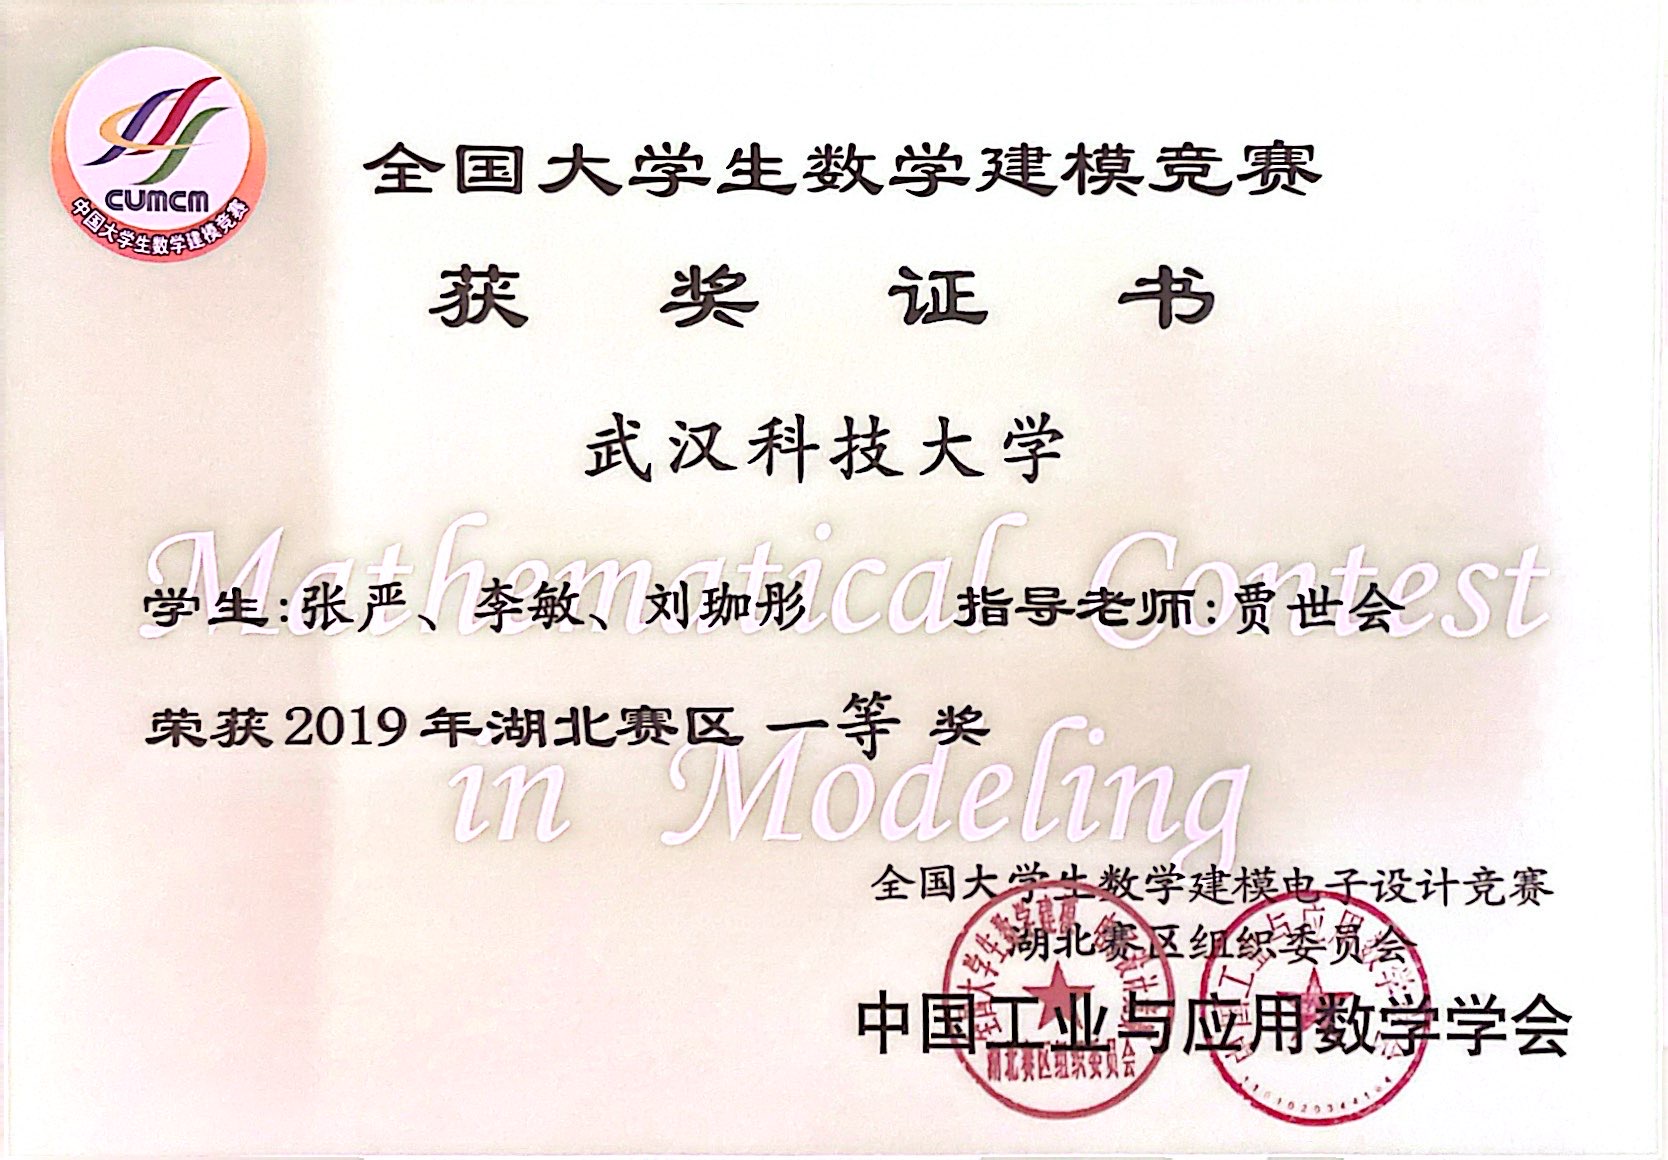 CUMCM
中国大学生数学建模竞赛
全国大学生数学建模竞赛
获奖证书
武汉科技大学
Mathematical Contest
学生:张严、李敏、刘珈彤 指导老师:贾世会
荣获2019年湖北赛区一等奖
in Modeling
全国大学生数学建模电子设计竞赛
湖北赛区组织委员会
中国工业与应用数学学会
湖北赛区组织委员会